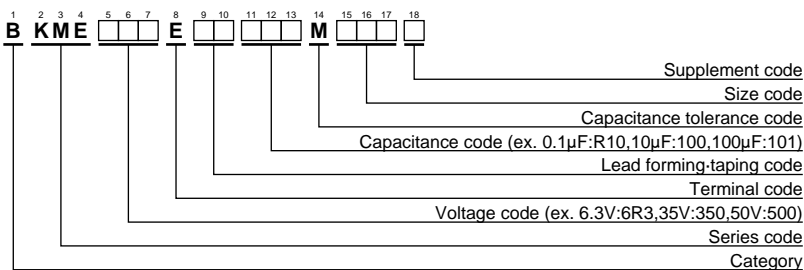 1 2 3 4 5 6 7 8 9 10 11 12 13 14 15 16 17 18
B KME E M
Supplement code
Size code
Capacitance tolerance code
Capacitance code (ex. 0.1μF:R10,10μF:100,100μF:101)
Lead forming·taping code
Terminal code
Voltage code (ex. 6.3V:6R3,35V:350,50V:500)
Series code
Category